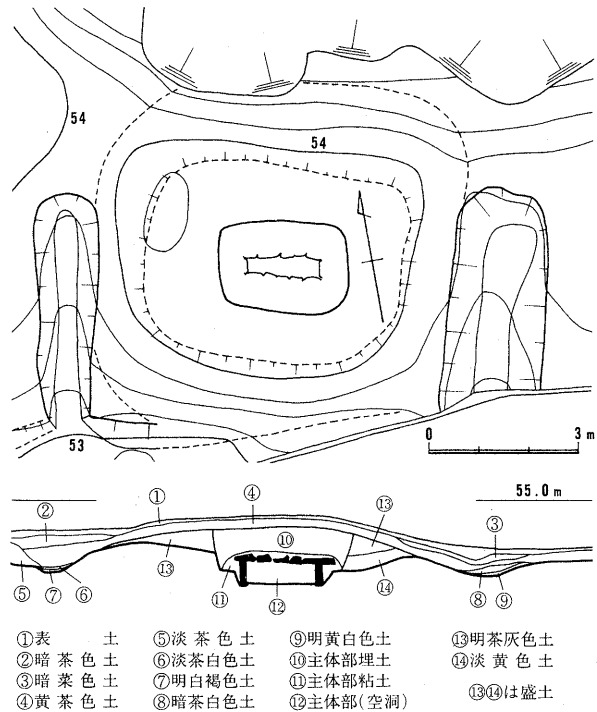 54
54
53
0 3 m
55.0 m
① ④ ⑬
② ⑩ ③
⑤ ⑦ ⑥ ⑬ ⑪ ⑫ ⑭ ⑧ ⑨
①表土 ⑤淡茶色土 ⑨明黄白色土 ⑬明茶灰色土
②暗茶色土 ⑥淡茶白色土 ⑩主体部埋土 ⑭淡黄色土
③暗菜色土 ⑦明白褐色土 ⑪主体部粘土
④黄茶色土 ⑧暗茶白色土 ⑫主体部(空洞) ⑬⑭は盛土